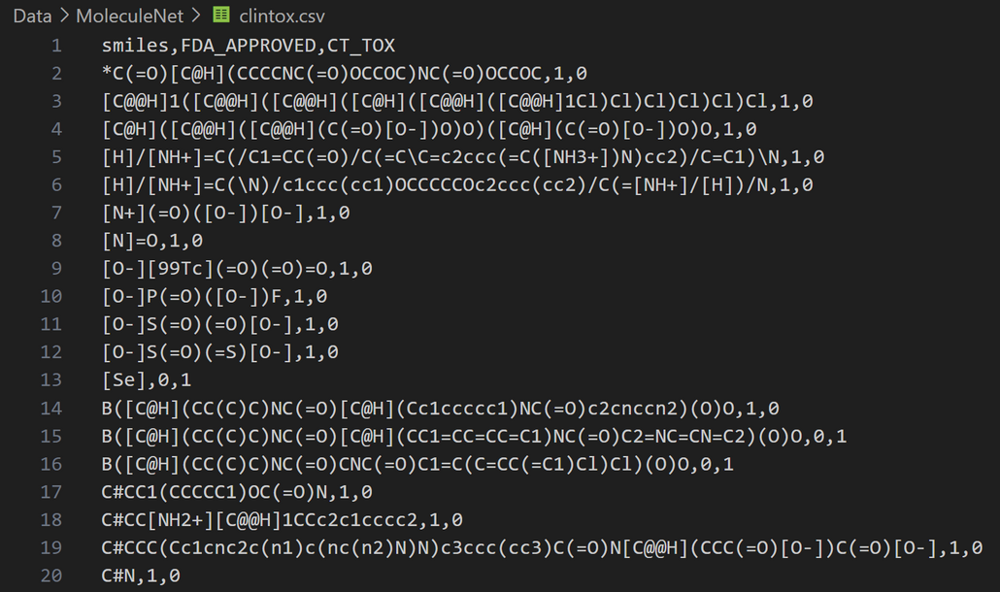 Data > MoleculeNet > clintox.csv
1 smiles,FDA_APPROVED,CT_TOX
2 *C(=O)[C@H](CCCCNC(=O)OCCOC)NC(=O)OCCOC,1,0
3 [C@@H]1([C@@H]([C@@H]([C@H]([C@@H]([C@@H]1Cl)Cl)Cl)Cl)Cl)Cl,1,0
4 [C@H]([C@@H]([C@@H](C(=O)[O-])O)O)([C@H](C(=O)[O-])O)O,1,0
5 [H]/[NH+]=C(/C1=CC(=O)/C(=C\C=c2ccc(=C([NH3+])N)cc2)/C=C1)\N,1,0
6 [H]/[NH+]=C(\N)/c1ccc(cc1)OCCCCCOc2ccc(cc2)/C(=[NH+]/[H])/N,1,0
7 [N+](=O)([O-])[O-],1,0
8 [N]=O,1,0
9 [O-][99Tc](=O)(=O)=O,1,0
10 [O-]P(=O)([O-])F,1,0
11 [O-]S(=O)(=O)[O-],1,0
12 [O-]S(=O)(=S)[O-],1,0
13 [Se],0,1
14 B([C@H](CC(C)C)NC(=O)[C@H](Cc1ccccc1)NC(=O)c2cnccn2)(O)O,1,0
15 B([C@H](CC(C)C)NC(=O)[C@H](CC1=CC=CC=C1)NC(=O)C2=NC=CN=C2)(O)O,0,1
16 B([C@H](CC(C)C)NC(=O)CNC(=O)C1=C(C=CC(=C1)Cl)Cl)(O)O,0,1
17 C#CC1(CCCCC1)OC(=O)N,1,0
18 C#CC[NH2+][C@@H]1CCc2c1cccc2,1,0
19 C#CCC(Cc1cnc2c(n1)c(nc(n2)N)N)c3ccc(cc3)C(=O)N[C@@H](CCC(=O)[O-])C(=O)[O-],1,0
20 C#N,1,0